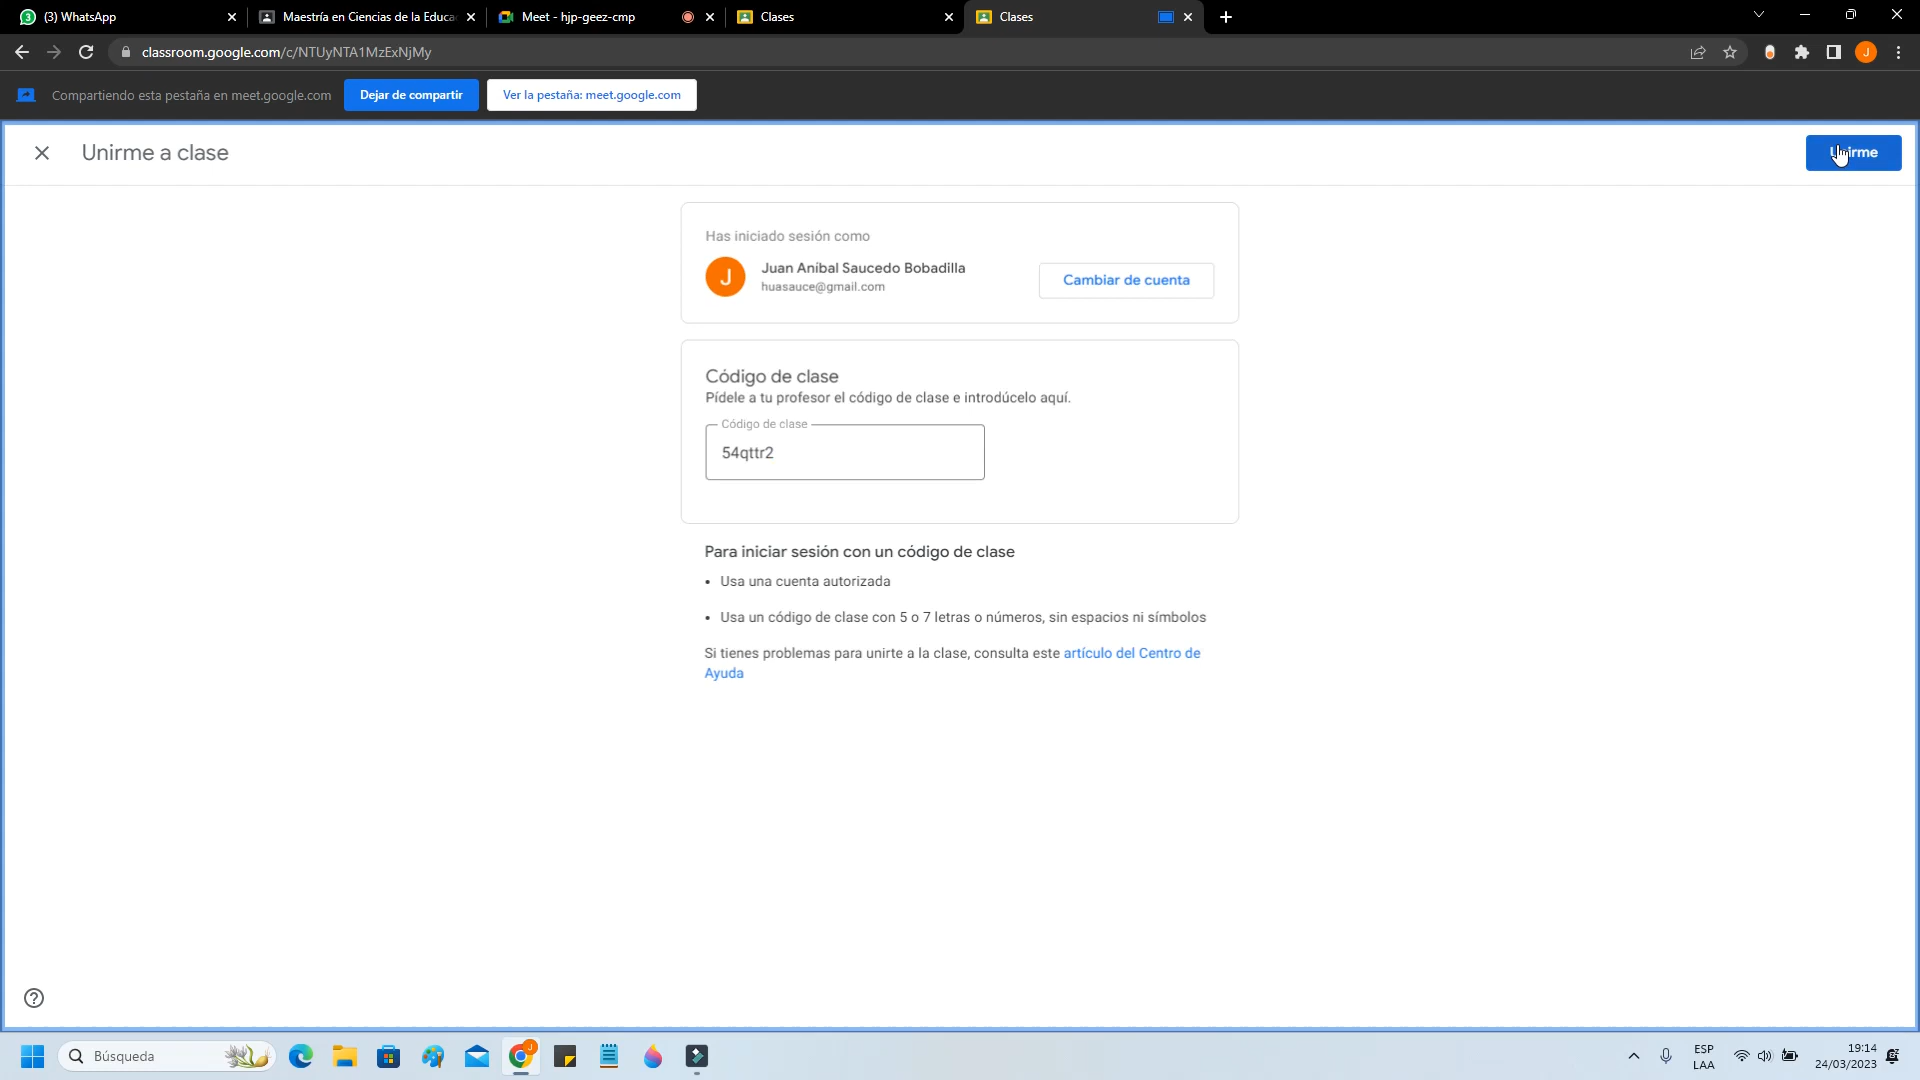 (3) WhatsApp
Maestría en Ciencias de la Educa
Meet - hjp-geez-cmp
Clases
Clases
classroom.google.com/c/NTUyNTA1MzExNjMy
J
Compartiendo esta pestaña en meet.google.com
Dejar de compartir
Ver la pestaña: meet.google.com
Unirme a clase
Has iniciado sesión como
J
Juan Aníbal Saucedo Bobadilla
huasauce@gmail.com
Cambiar de cuenta
Código de clase
Pídele a tu profesor el código de clase e introdúcelo aquí.
Código de clase
54qttr2
Para iniciar sesión con un código de clase
• Usa una cuenta autorizada
• Usa un código de clase con 5 o 7 letras o números, sin espacios ni símbolos
Si tienes problemas para unirte a la clase, consulta este artículo del Centro de
Ayuda
Búsqueda
ESP
LAA
19:14
24/03/2023